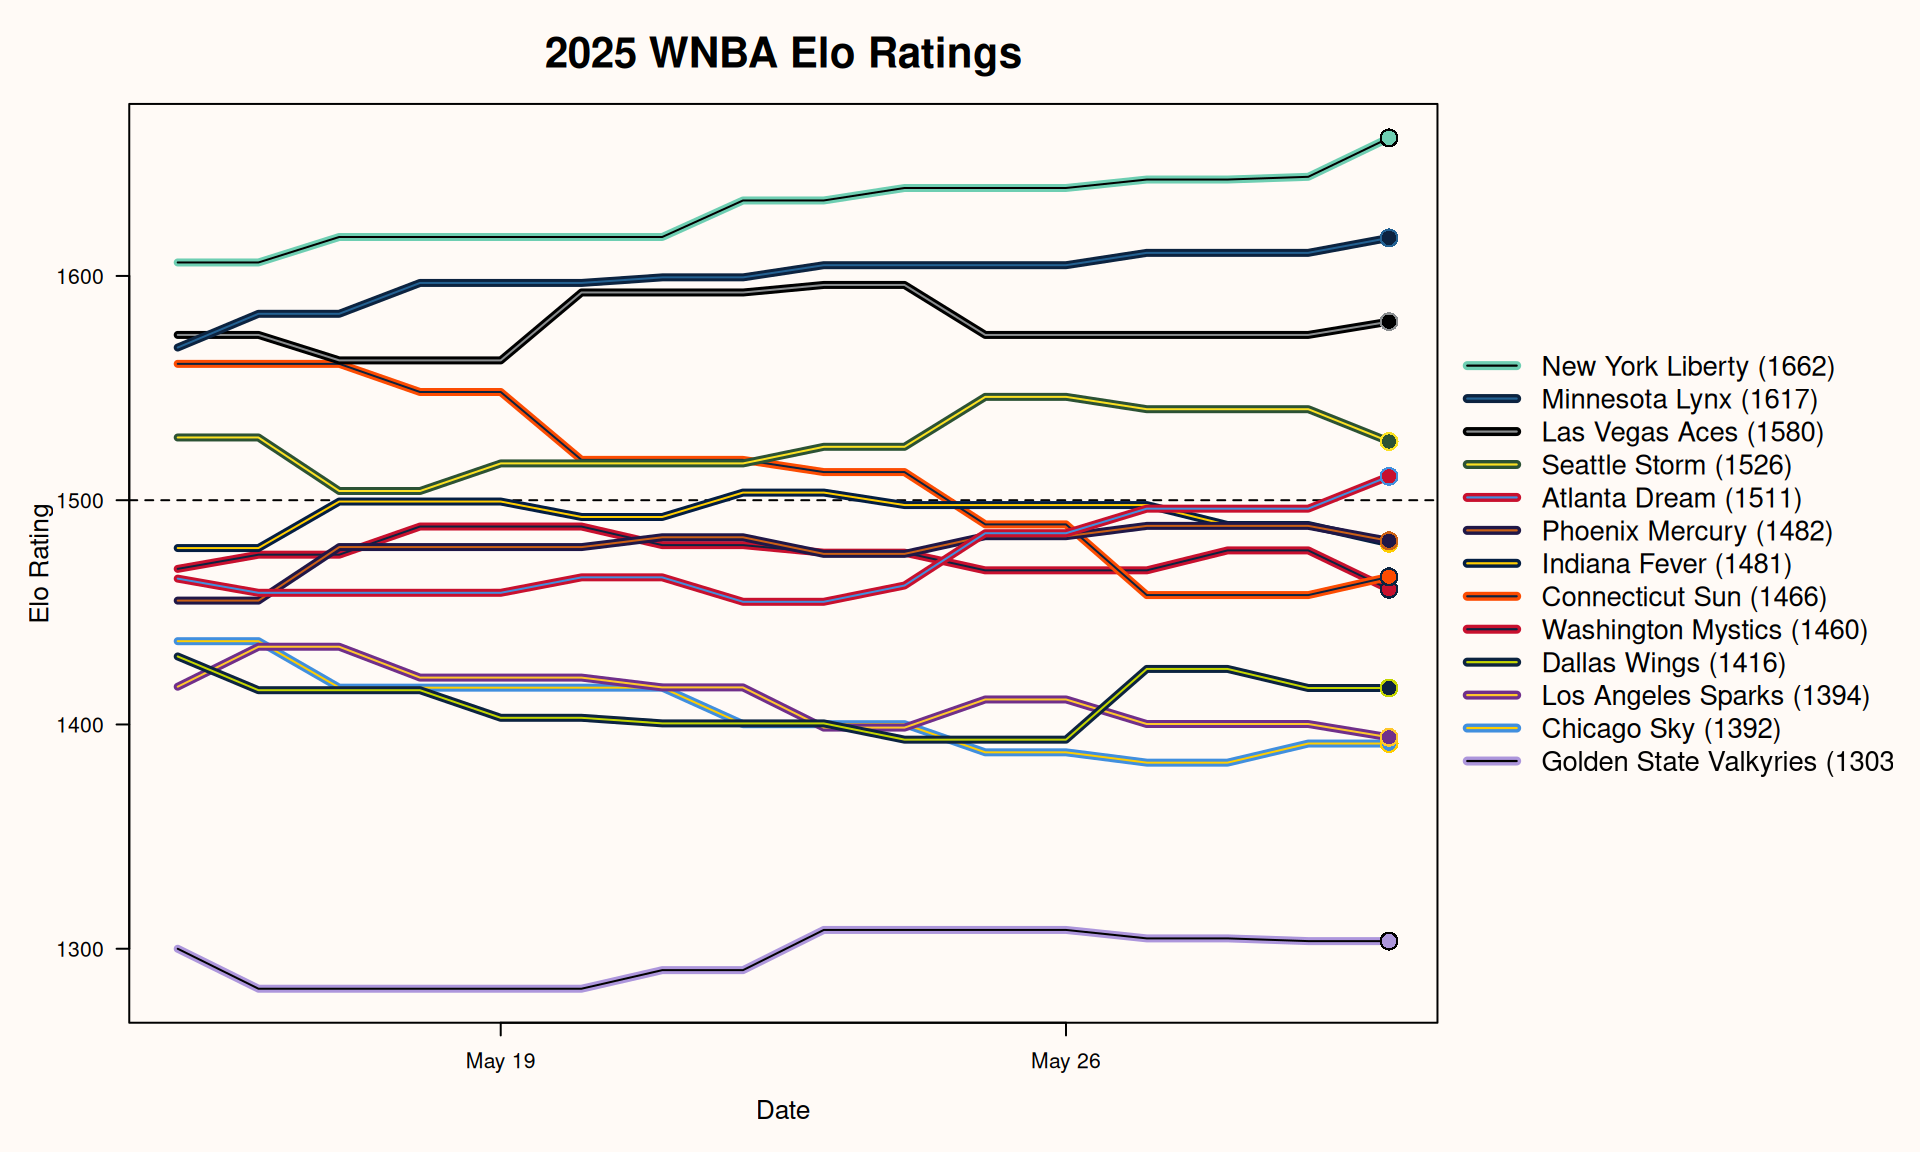 2025 WNBA Elo Ratings
Elo Rating
1600
1500
1400
1300
May 19
May 26
Date
New York Liberty (1662)
Minnesota Lynx (1617)
Las Vegas Aces (1580)
Seattle Storm (1526)
Atlanta Dream (1511)
Phoenix Mercury (1482)
Indiana Fever (1481)
Connecticut Sun (1466)
Washington Mystics (1460)
Dallas Wings (1416)
Los Angeles Sparks (1394)
Chicago Sky (1392)
Golden State Valkyries (1303